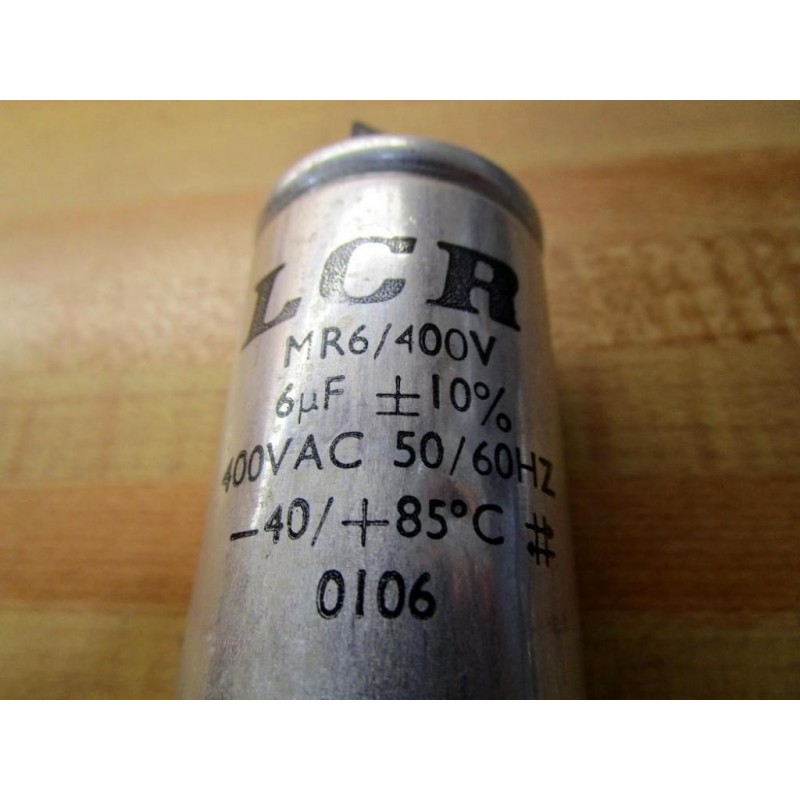 LCR
MR6/400V
6µF ±10%
400VAC 50/60HZ
-40/+85°C #
0106